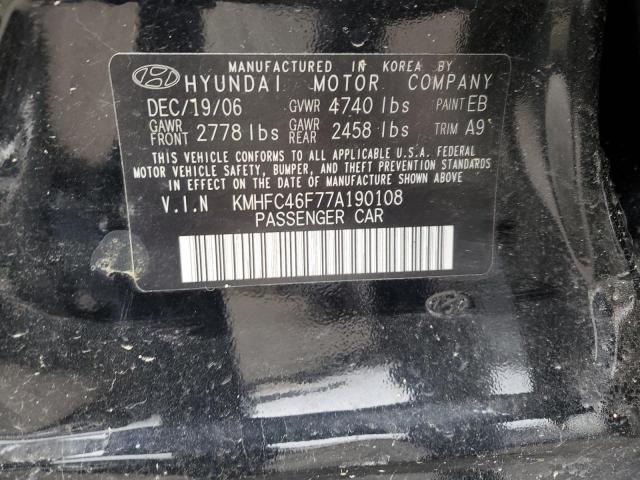 MANUFACTURED IN KOREA BY
HYUNDAI MOTOR COMPANY
DEC/19/06 GVWR 4740 lbs PAINT EB
GAWR FRONT 2778 lbs GAWR REAR 2458 lbs TRIM A9
THIS VEHICLE CONFORMS TO ALL APPLICABLE U.S.A. FEDERAL
MOTOR VEHICLE SAFETY, BUMPER, AND THEFT PREVENTION STANDARDS
IN EFFECT ON THE DATE OF MANUFACTURE SHOWN ABOVE.
V.I.N KMHFC46F77A190108
PASSENGER CAR